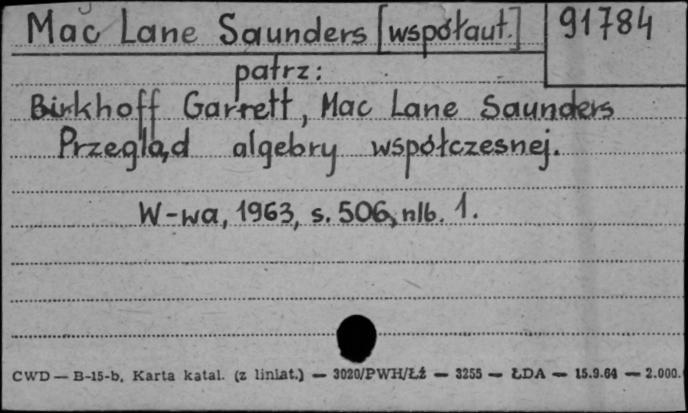 Mac Lane Saunders [współaut.] 91784
patrz:
Birkhoff Garrett, Mac Lane Saunders
Przegląd algebry współczesnej.
W-wa, 1963, s. 506, nlb. 1.
CWD — B-15-b, Karta katal. (z liniat.) — 3020/PWH/Łź — 3255 — ŁDA — 15.9.64 — 2.000.